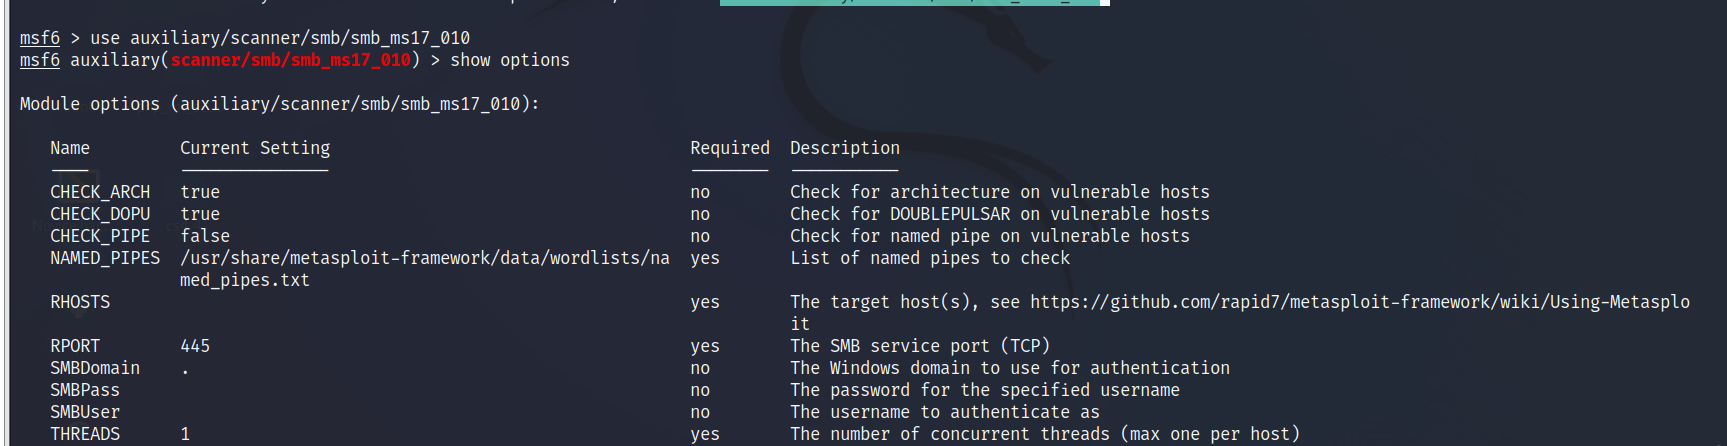 msf6 > use auxiliary/scanner/smb/smb_ms17_010
msf6 auxiliary(scanner/smb/smb_ms17_010) > show options
Module options (auxiliary/scanner/smb/smb_ms17_010):
Name Current Setting Required Description
---- --------------- -------- -----------
CHECK_ARCH true no Check for architecture on vulnerable hosts
CHECK_DOPU true no Check for DOUBLEPULSAR on vulnerable hosts
CHECK_PIPE false no Check for named pipe on vulnerable hosts
NAMED_PIPES /usr/share/metasploit-framework/data/wordlists/na yes List of named pipes to check
med_pipes.txt
RHOSTS yes The target host(s), see https://github.com/rapid7/metasploit-framework/wiki/Using-Metasplo
it
RPORT 445 yes The SMB service port (TCP)
SMBDomain . no The Windows domain to use for authentication
SMBPass no The password for the specified username
SMBUser no The username to authenticate as
THREADS 1 yes The number of concurrent threads (max one per host)